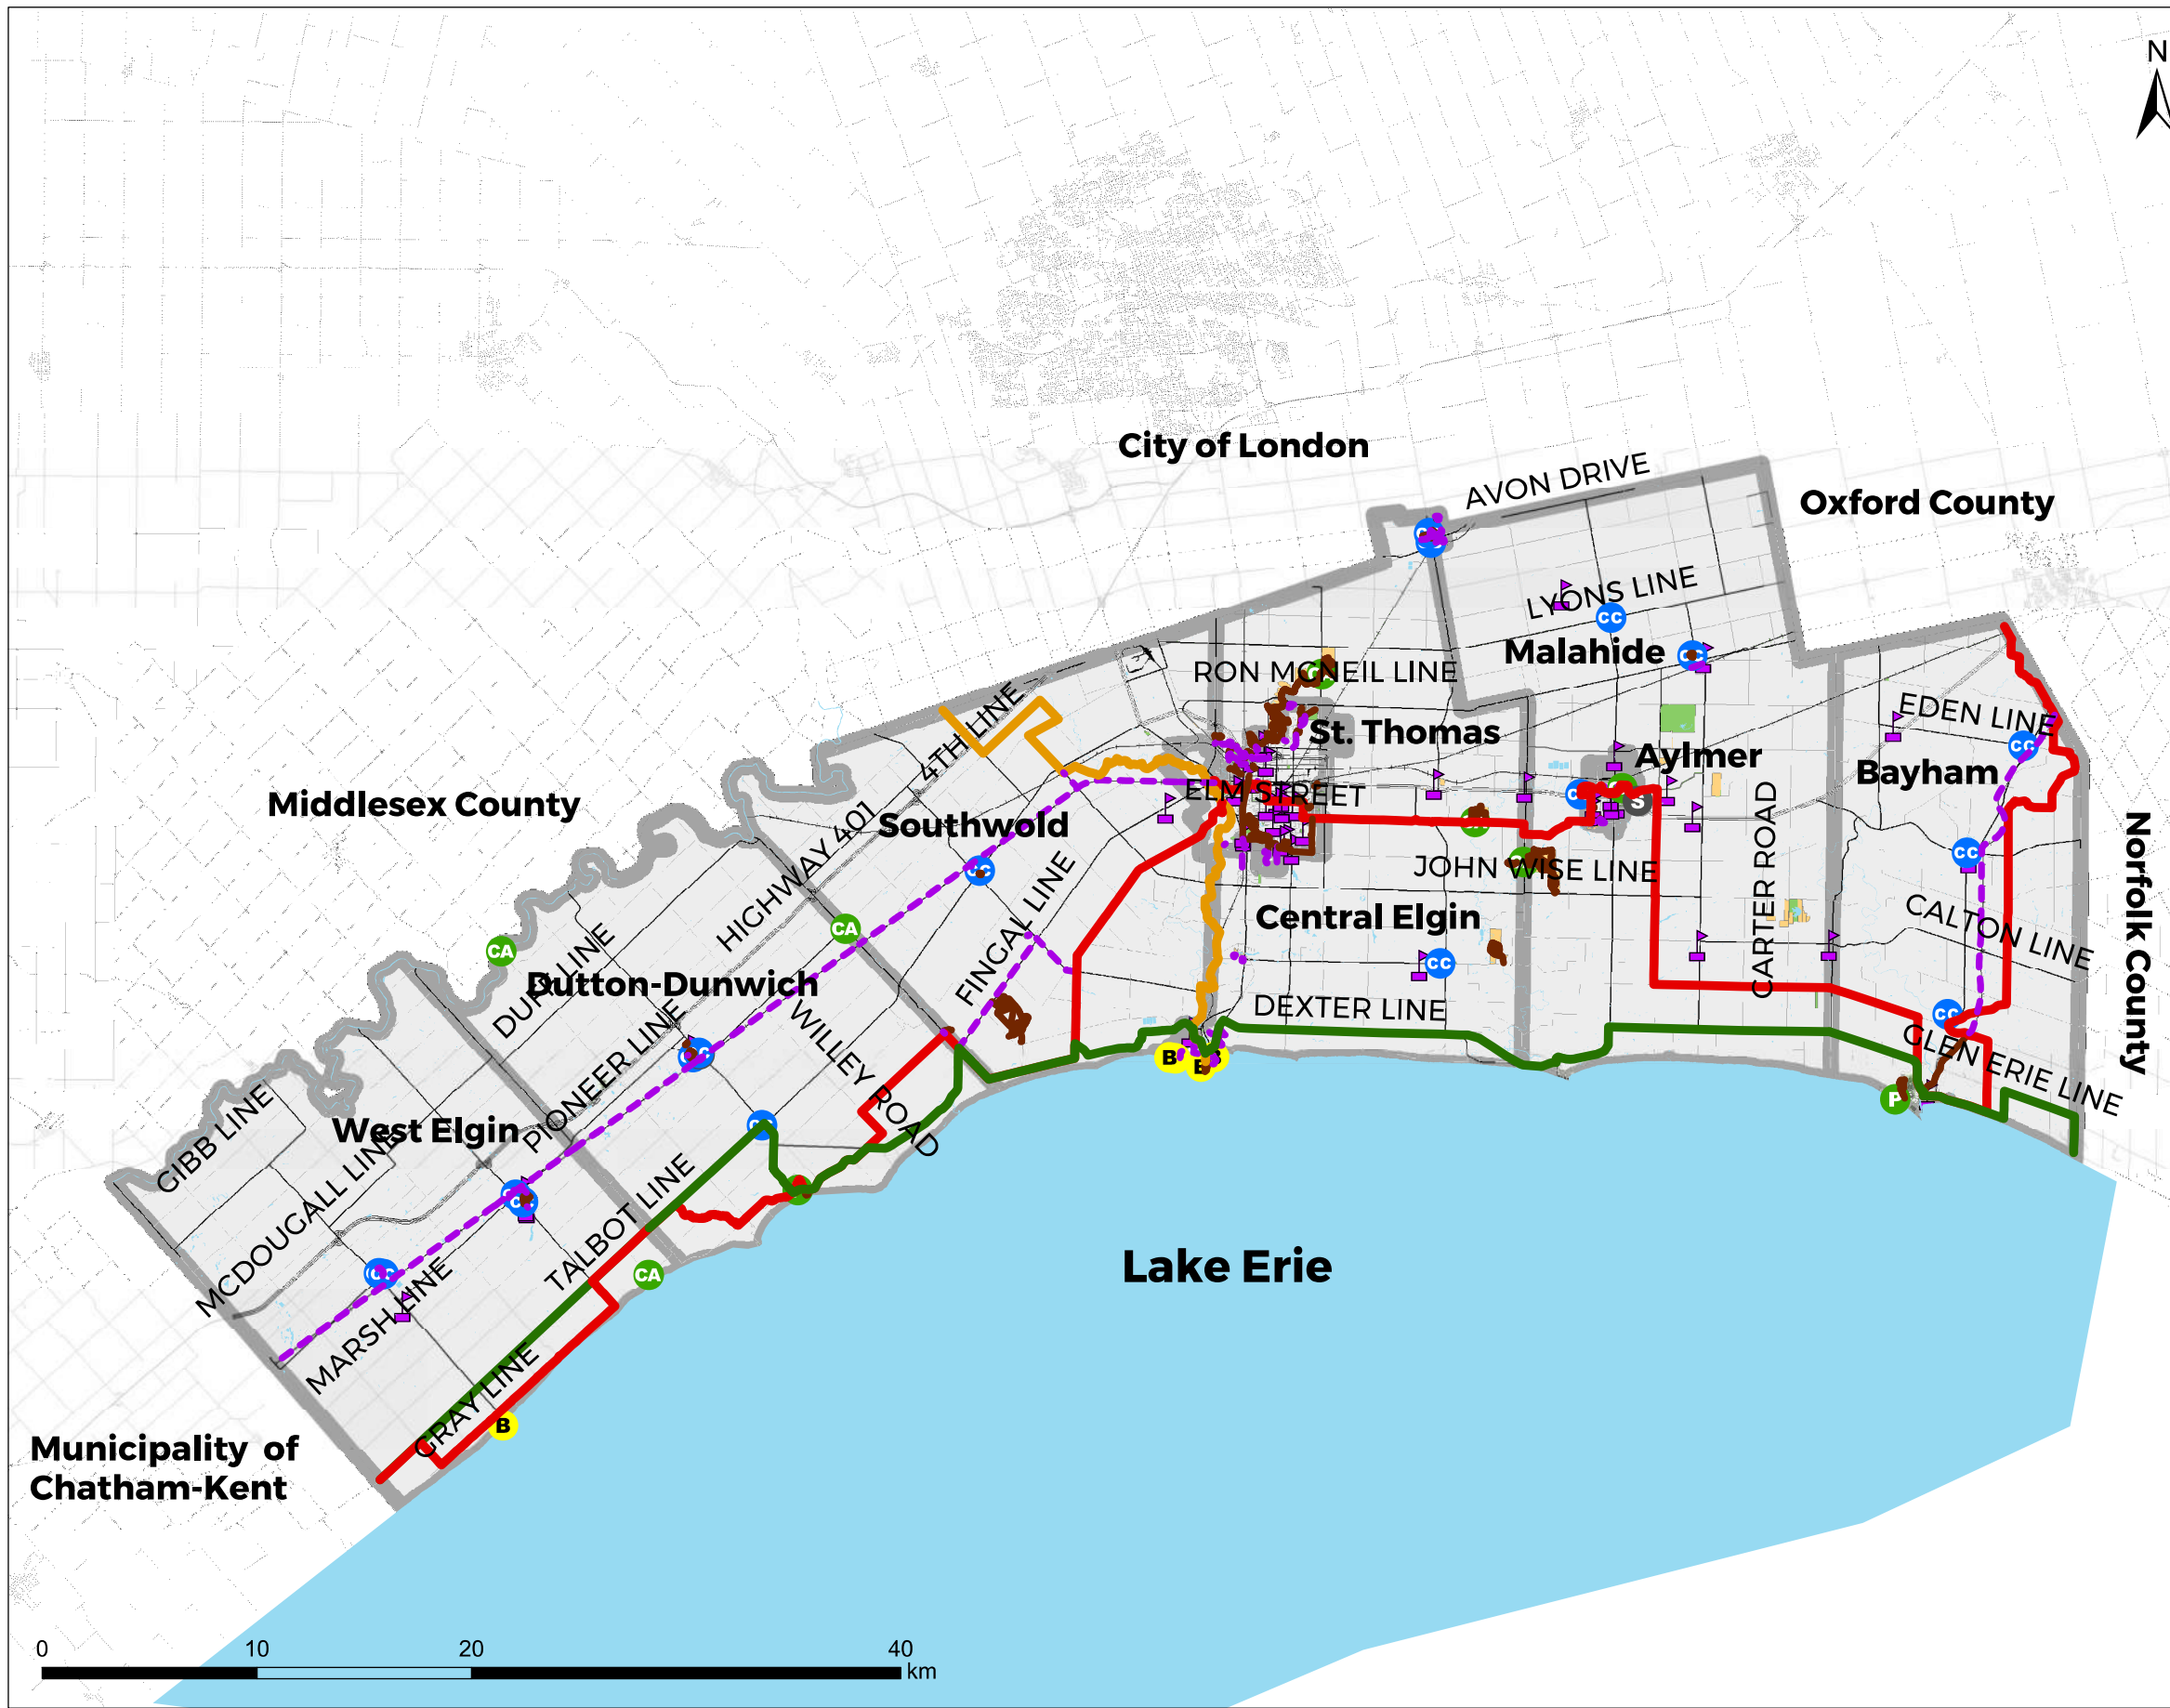 N
City of London
AVON DRIVE
Oxford County
LYONS LINE
CC
Malahide
RON MCNEIL LINE
4TH LINE
EDEN LINE
St. Thomas
CC
Aylmer
Bayham
Middlesex County
ELM STREET
S
HIGHWAY 401
Southwold
CARTER ROAD
Norfolk County
CC
JOHN WISE LINE
FINGAL LINE
Central Elgin
CALTON LINE
CA
CA
CC
DUFF LINE
Dutton-Dunwich
DEXTER LINE
PIONEER LINE
WILLEY ROAD
CC
GLEN ERIE LINE
B
B
GIBB LINE
West Elgin
P
MCDOUGALL LINE
TALBOT LINE
Lake Erie
CA
MARSH LINE
GRAY LINE
B
Municipality of
Chatham-Kent
0 10 20 40
km